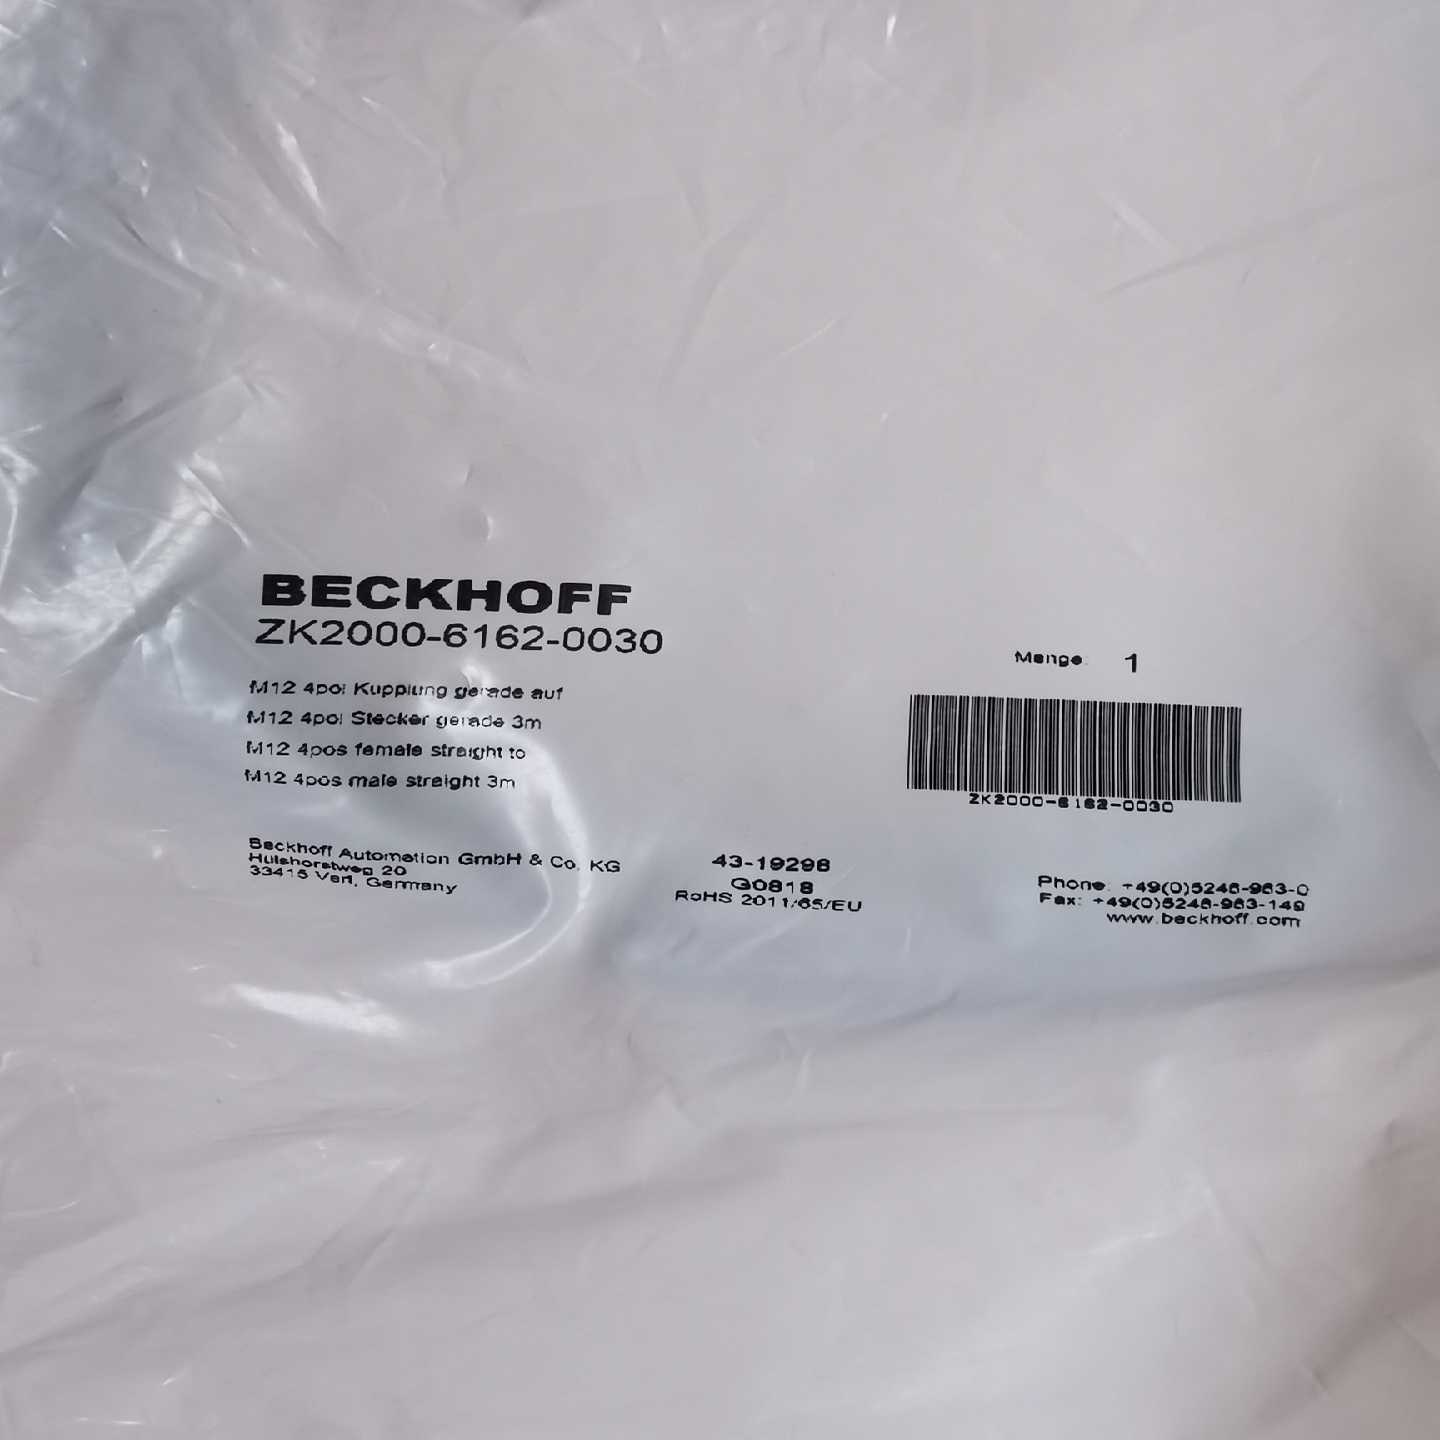 BECKHOFF
ZK2000-6162-0030
Menge: 1
M12 4pol Kupplung gerade auf
M12 4pol Stecker gerade 3m
M12 4pos female straight to
M12 4pos male straight 3m
ZK2000-6162-0030
Beckhoff Automation GmbH & Co. KG
Hülshorstweg 20
33415 Verl, Germany
43-19296
G0818
RoHS 2011/65/EU
Phone: +49(0)5246-963-0
Fax: +49(0)5246-963-149
www.beckhoff.com